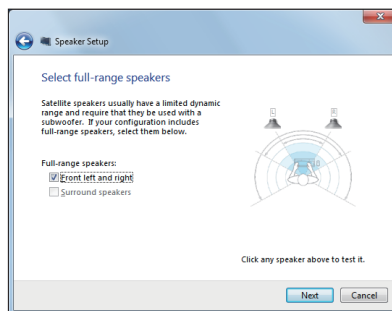 Speaker Setup
Select full-range speakers
Satellite speakers usually have a limited dynamic
range and require that they be used with a
subwoofer. If your configuration includes
full-range speakers, select them below.
L
R
Full-range speakers:
Front left and right
Surround speakers
Click any speaker above to test it.
Next
Cancel